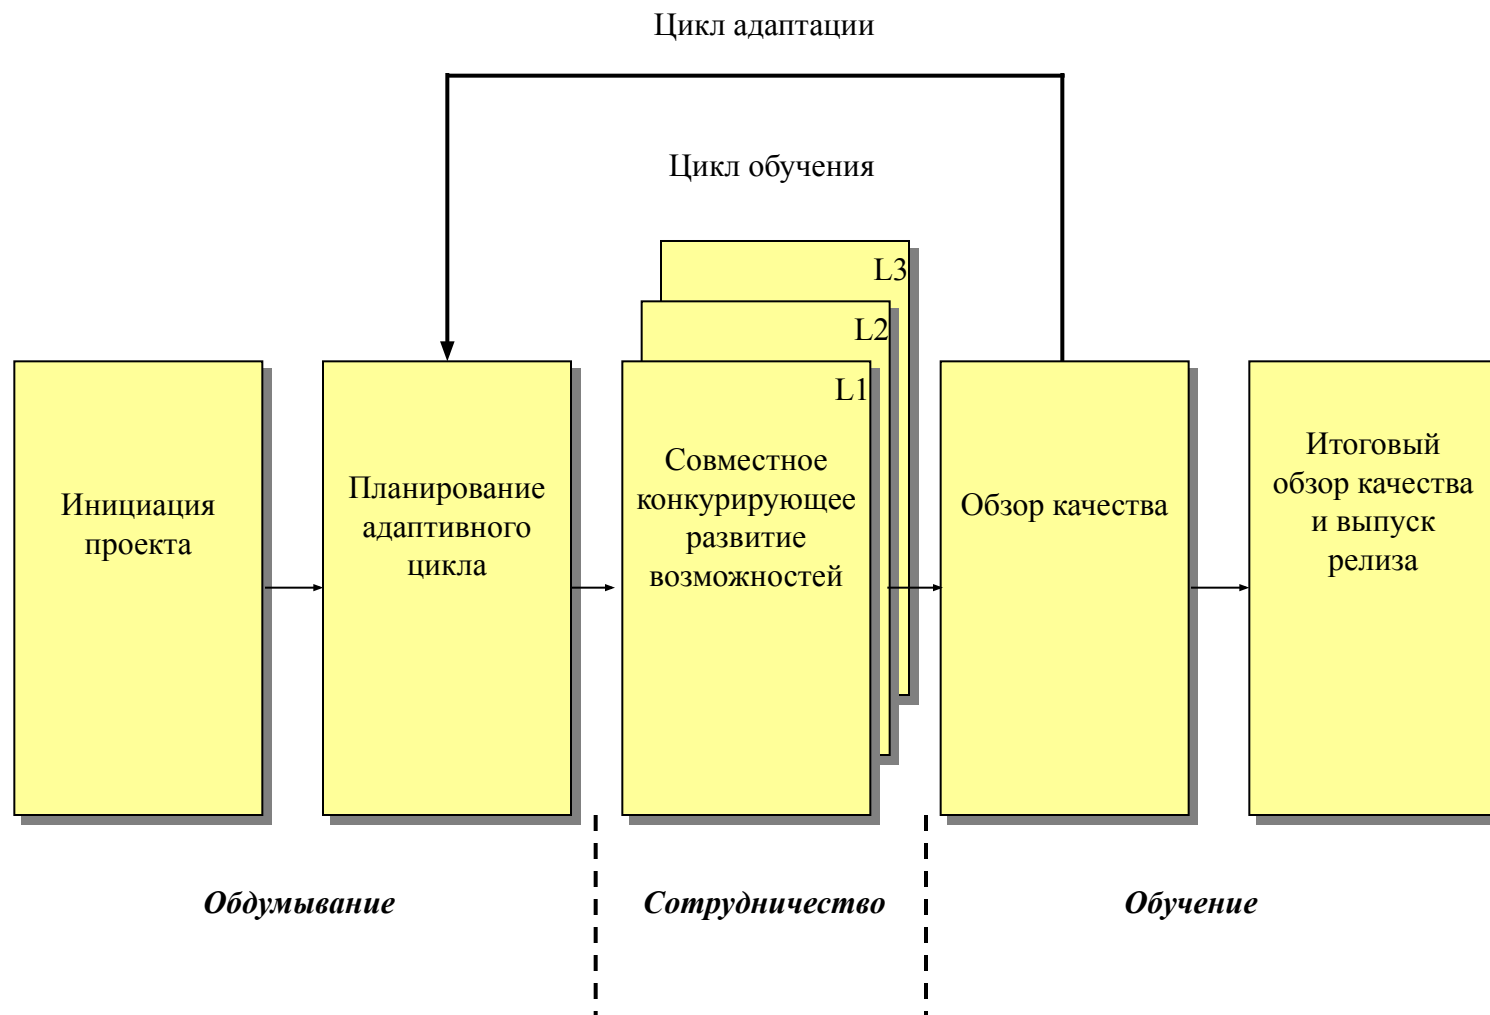 Цикл адаптации
Цикл обучения
L3
L2
L1
Инициация
проекта
Планирование
адаптивного
цикла
Совместное
конкурирующее
развитие
возможностей
Обзор качества
Итоговый
обзор качества
и выпуск
релиза
Обдумывание
Сотрудничество
Обучение